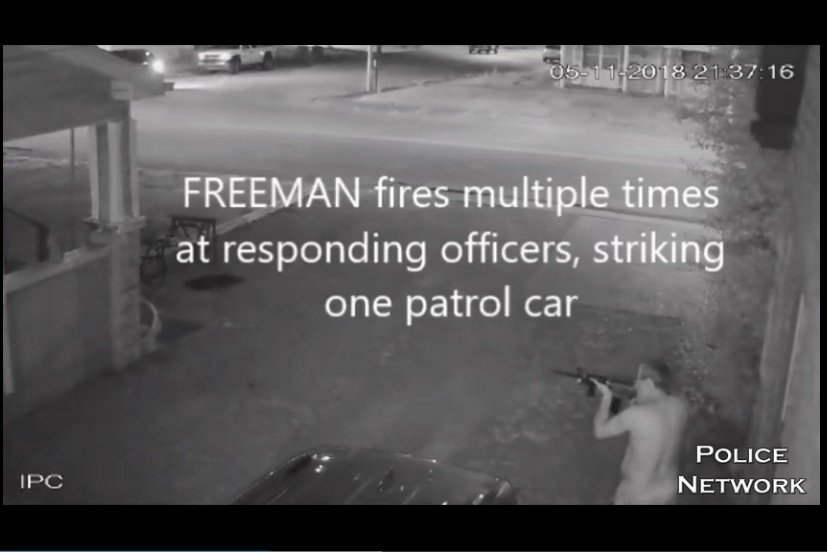 05-11-2018 21:37:16
FREEMAN fires multiple times
at responding officers, striking
one patrol car
IPC
POLICE
NETWORK